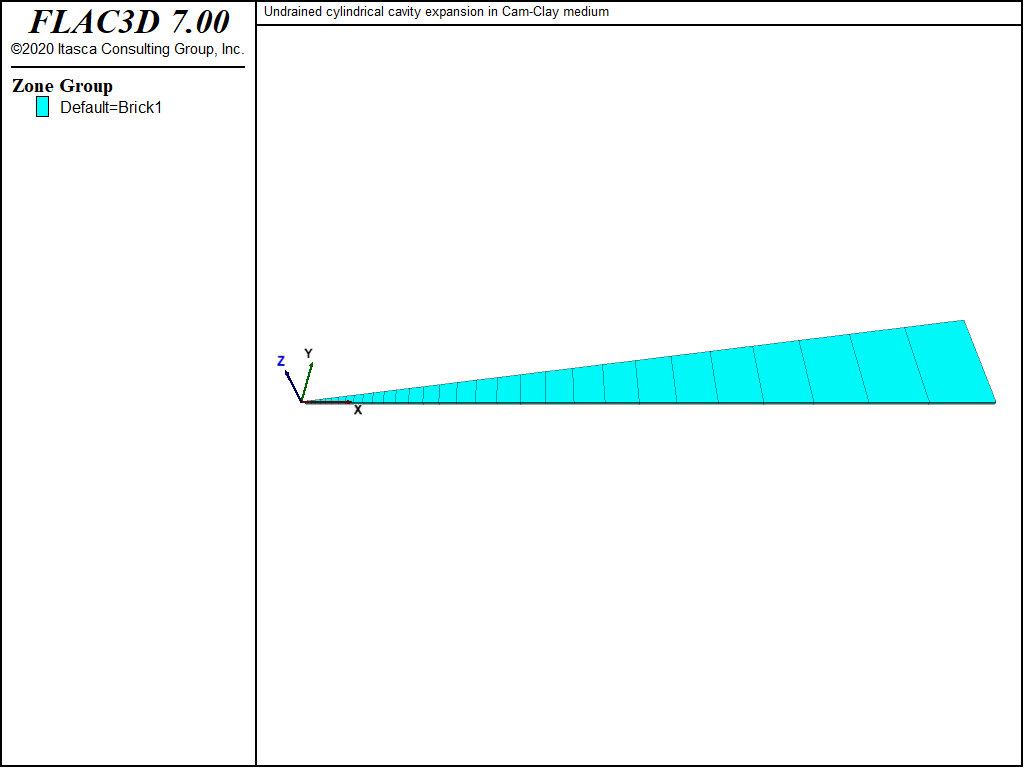 FLAC3D 7.00
©2020 Itasca Consulting Group, Inc.
Zone Group
Default=Brick1
Undrained cylindrical cavity expansion in Cam-Clay medium
Z
Y
X